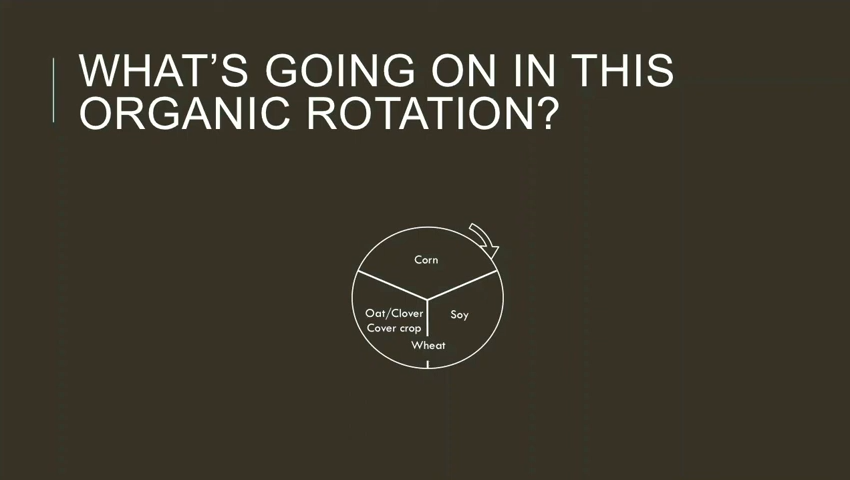 WHAT'S GOING ON IN THIS
ORGANIC ROTATION?
Corn
Oat/Clover
Cover crop
Soy
Wheat